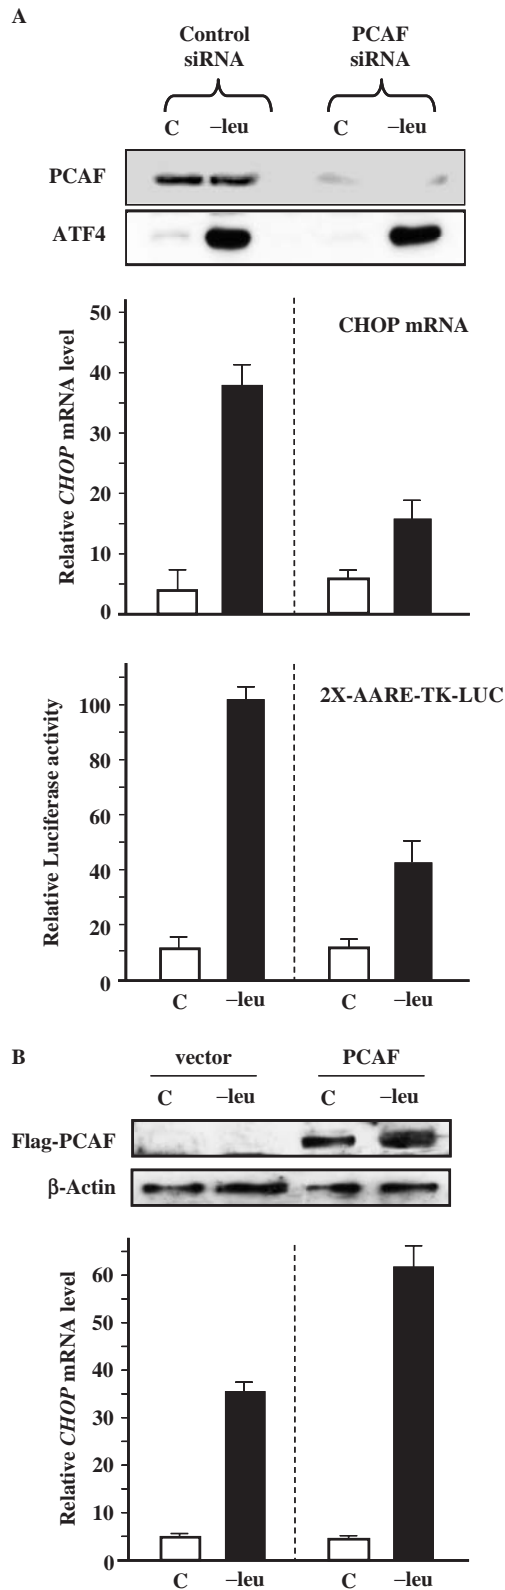 A
Control siRNA
PCAF siRNA
C –leu C –leu
PCAF
ATF4
CHOP mRNA
Relative CHOP mRNA level
50
40
30
20
10
0
2X-AARE-TK-LUC
Relative Luciferase activity
100
80
60
40
20
0
C –leu C –leu
B
vector PCAF
C –leu C –leu
Flag-PCAF
β-Actin
Relative CHOP mRNA level
60
50
40
30
20
10
0
C –leu C –leu